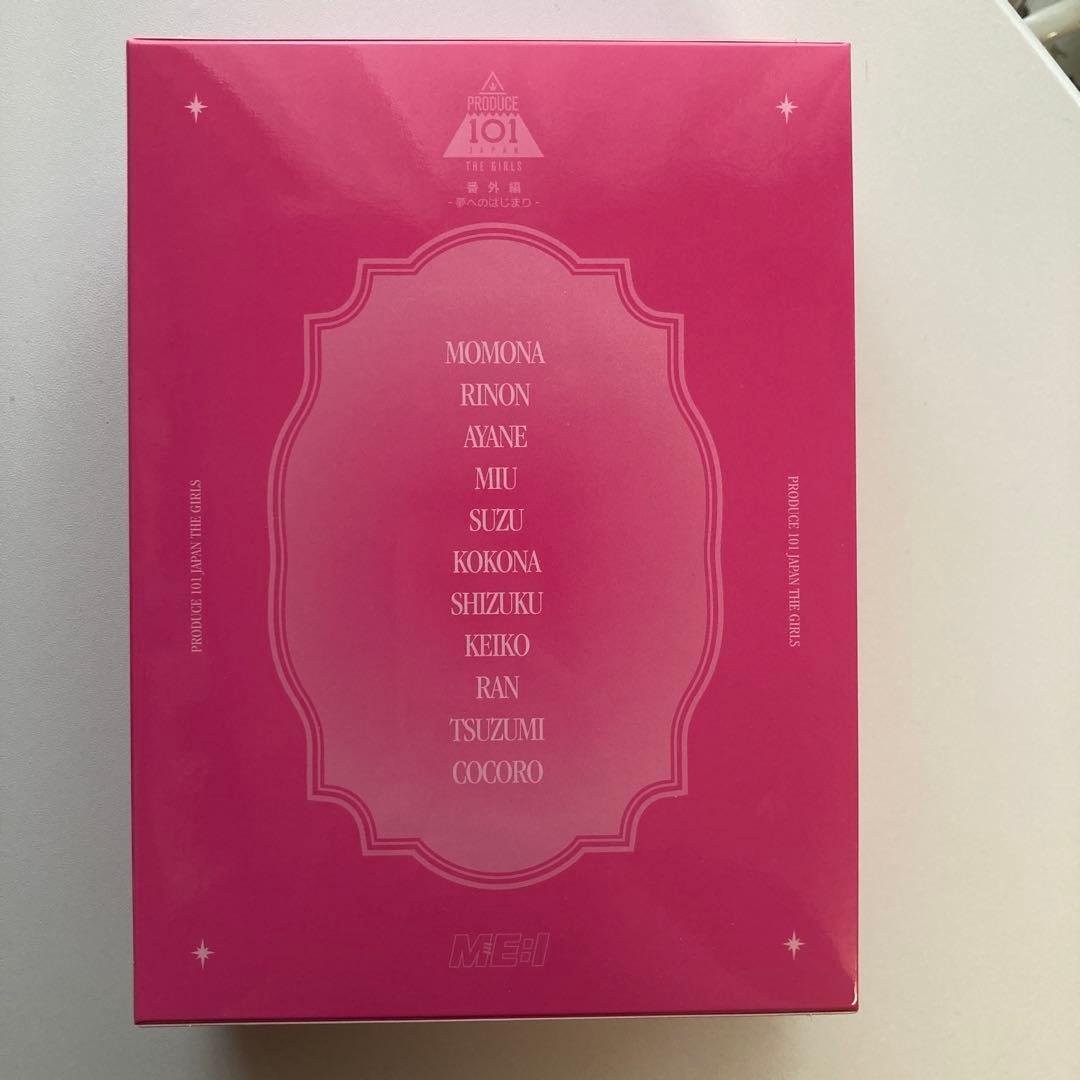 PRODUCE
101
JAPAN
THE GIRLS
番外編
-夢へのはじまり-
MOMONA
RINON
AYANE
MIU
SUZU
KOKONA
SHIZUKU
KEIKO
RAN
TSUZUMI
COCORO
PRODUCE 101 JAPAN THE GIRLS
PRODUCE 101 JAPAN THE GIRLS
ME:I